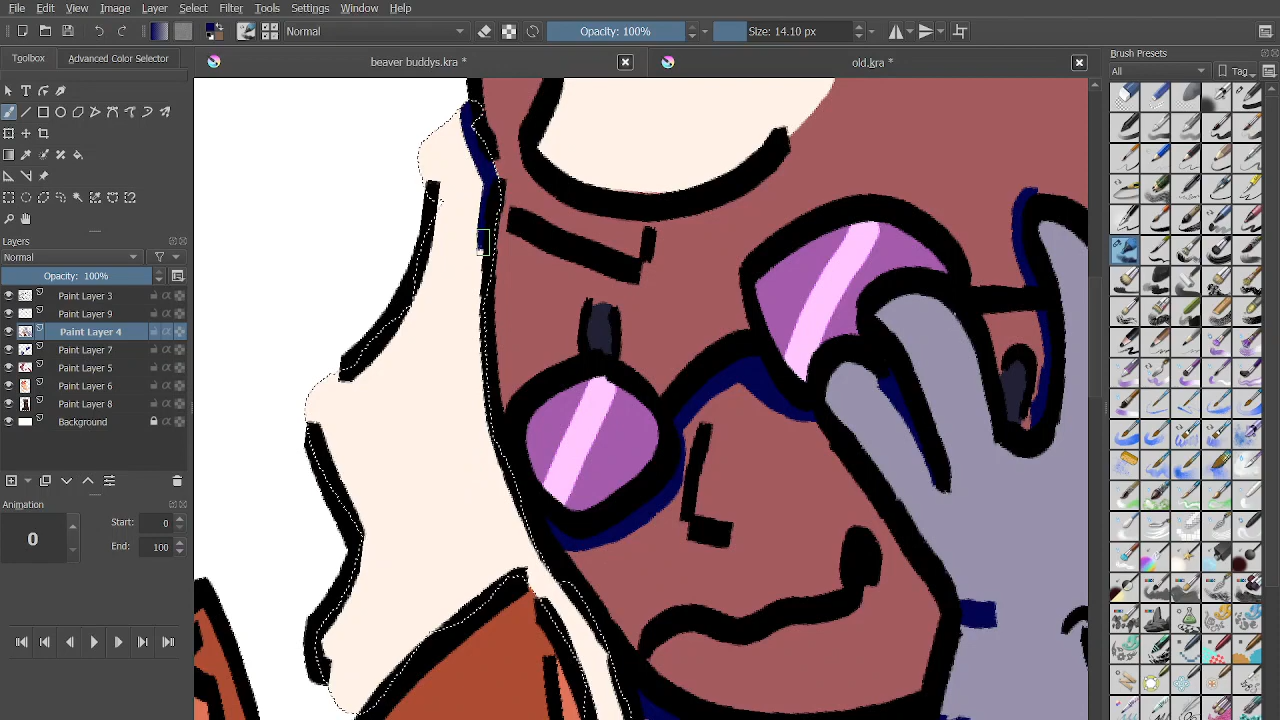 File Edit View Image Layer Select Filter Tools Settings Window Help
Normal Opacity: 100% Size: 14.10 px
Toolbox Advanced Color Selector beaver buddys.kra * old.kra * Brush Presets
All Tag
Layers
Normal
Opacity: 100%
Paint Layer 3
Paint Layer 9
Paint Layer 4
Paint Layer 7
Paint Layer 5
Paint Layer 6
Paint Layer 8
Background
Animation
0 Start: 0
End: 100